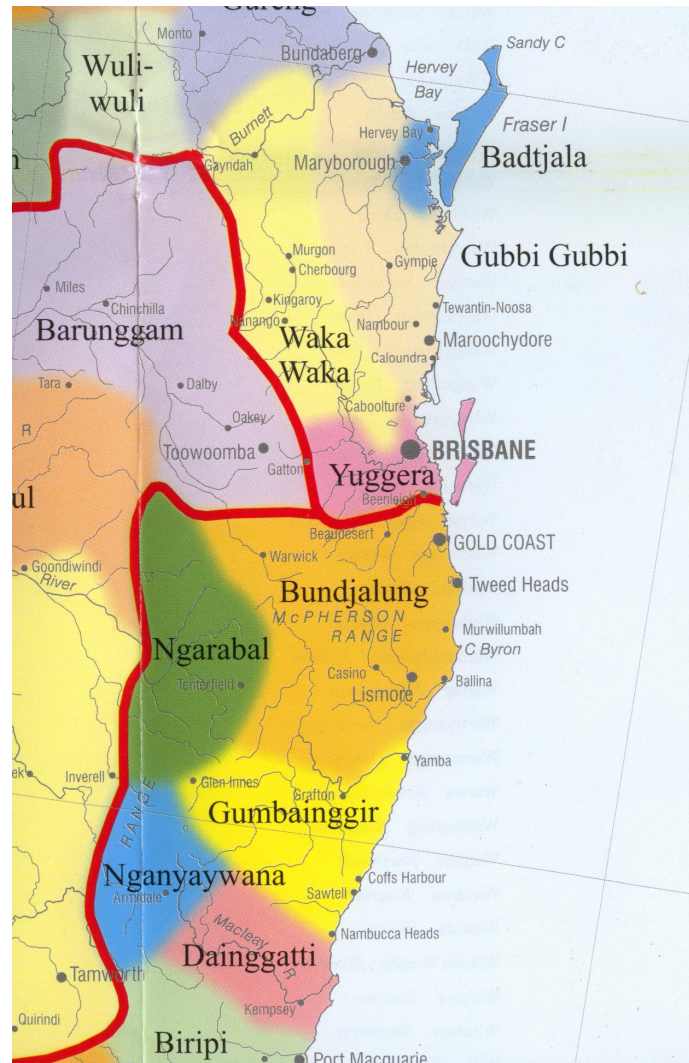 Gureng
Monto
Bundaberg
R
Sandy C
Hervey
Bay
Wuli-
wuli
Burnett
Hervey Bay
Fraser I
Gayndah
Maryborough
Badtjala
Murgon
Cherbourg
Gympie
Gubbi Gubbi
Miles
Chinchilla
Kingaroy
Nanango
Tewantin-Noosa
Nambour
Barunggam
Waka
Waka
Maroochydore
Caloundra
Tara
Dalby
Caboolture
R
Oakey
Toowoomba
Gatton
BRISBANE
Yuggera
ul
Beenleigh
Beaudesert
GOLD COAST
Goondiwindi
River
Warwick
Bundjalung
Tweed Heads
McPHERSON
RANGE
Murwillumbah
C Byron
Ngarabal
Casino
Tenterfield
Lismore
Ballina
Yamba
ek
Inverell
RANGE
Glen Innes
Grafton
Gumbainggir
Nganyaywana
Armidale
Coffs Harbour
Sawtell
Macleay
R
Nambucca Heads
Dainggatti
Tamworth
Kempsey
Quirindi
Biripi
Port Macquarie